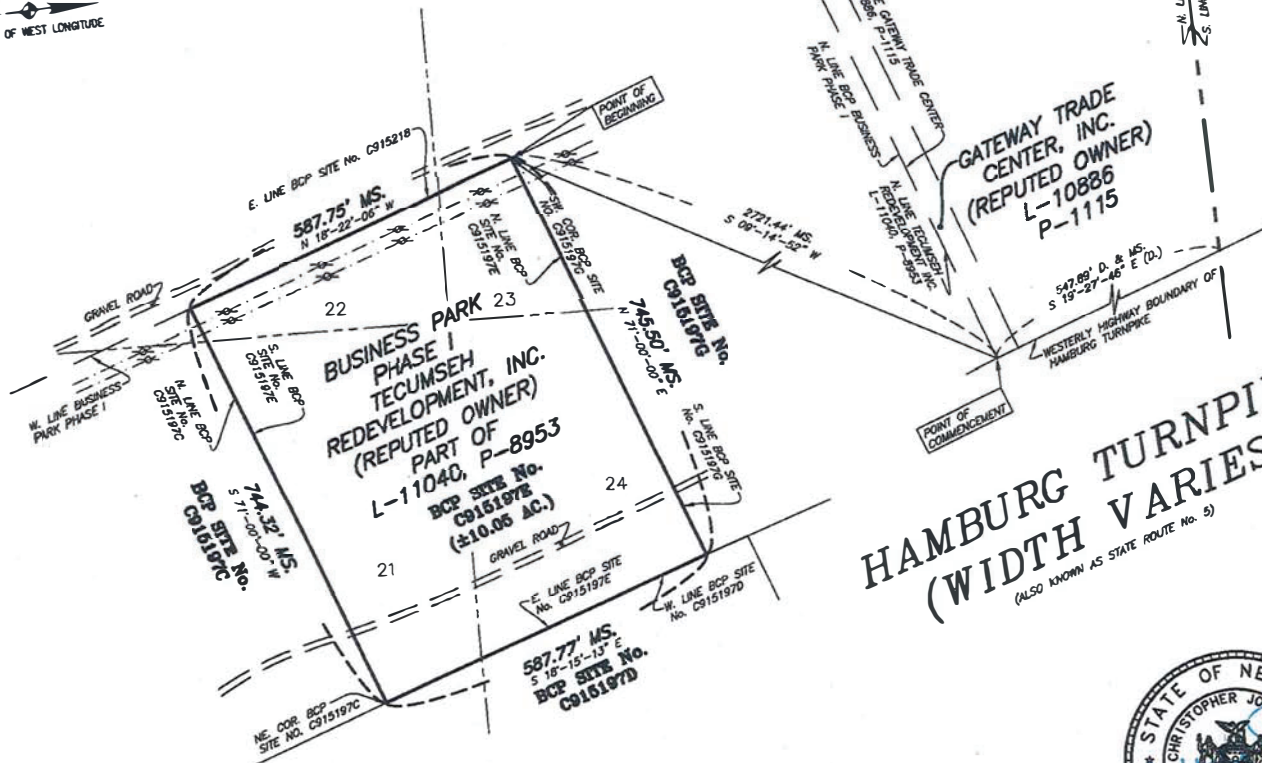 OF WEST LONGITUDE
E. LINE BCP SITE No. C915218
587.75' MS.
N 18°-22'-06" W
POINT OF
BEGINNING
GRAVEL ROAD
W. LINE BUSINESS
PARK PHASE I
N. LINE BCP
SITE No.
C915197C
S. LINE BCP
SITE No.
C915197E
N. LINE BCP
SITE No.
C915197E
SW. COR. BCP SITE
NO. C915197G
22
23
BUSINESS PARK
PHASE I
TECUMSEH
REDEVELOPMENT, INC.
(REPUTED OWNER)
PART OF
L-11040, P-8953
BCP SITE No.
C915197E
(±10.05 AC.)
24
21
GRAVEL ROAD
745.50' MS.
N 71°-00'-00" E
BCP SITE No.
C915197G
S. LINE BCP SITE
No. C915197G
744.32' MS.
S 71°-00'-00" W
BCP SITE No.
C915197C
E. LINE BCP SITE
No. C915197E
W. LINE BCP SITE
No. C915197D
587.77' MS.
S 18°-15'-13" E
BCP SITE No.
C915197D
NE. COR. BCP
SITE NO. C915197C
2721.44' MS.
S 09°-14'-52" W
N. LINE BCP BUSINESS
PARK PHASE I
GATEWAY TRADE CENTER
P-1115
N. LINE TECUMSEH
REDEVELOPMENT INC.
L-11040, P-8953
GATEWAY TRADE
CENTER, INC.
(REPUTED OWNER)
L-10886
P-1115
547.89' D. & MS.
S 19°-27'-46" E (D.)
WESTERLY HIGHWAY BOUNDARY OF
HAMBURG TURNPIKE
POINT OF
COMMENCEMENT
HAMBURG TURNPI
(WIDTH VARIES
(ALSO KNOWN AS STATE ROUTE No. 5)
STATE OF NE
CHRISTOPHER JO